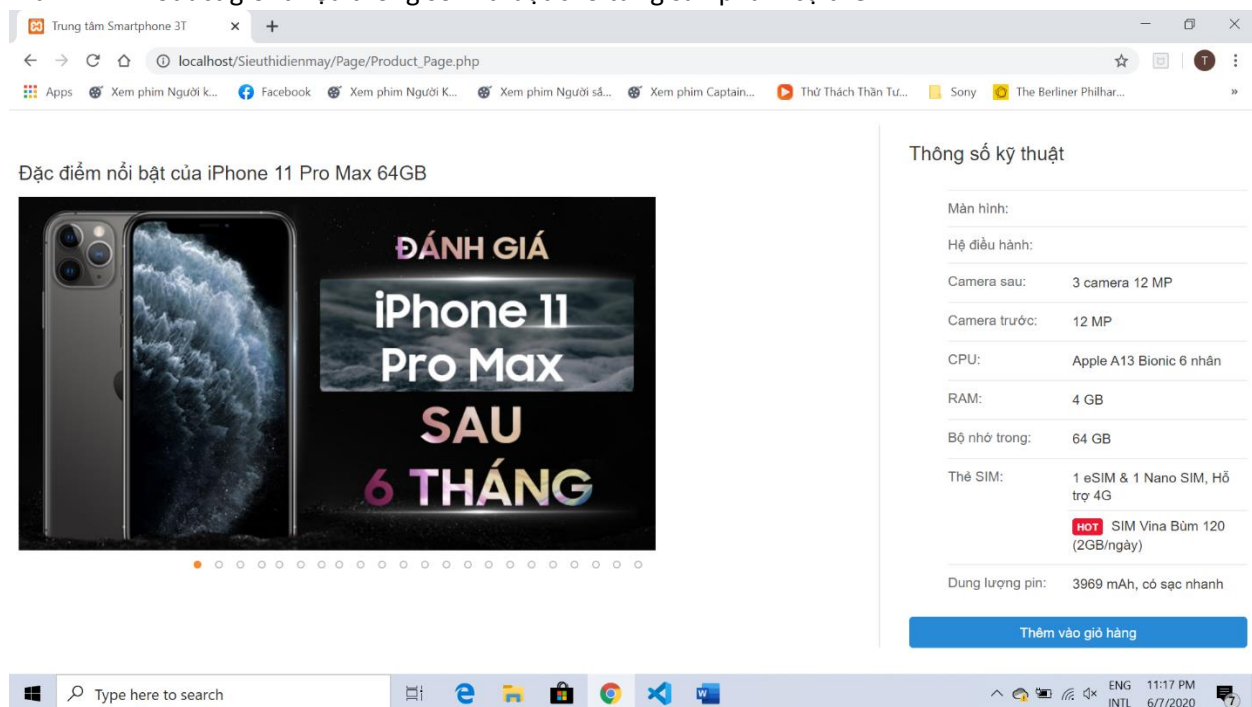 Trung tâm Smartphone 3T
localhost/Sieuthidienmay/Page/Product_Page.php
T
Apps Xem phim Người k... Facebook Xem phim Người K... Xem phim Người sắ... Xem phim Captain... Thử Thách Thần Tư... Sony The Berliner Philhar... »
Đặc điểm nổi bật của iPhone 11 Pro Max 64GB
ĐÁNH GIÁ
iPhone 11
Pro Max
SAU
6 THÁNG
Thông số kỹ thuật
Màn hình:
Hệ điều hành:
Camera sau: 3 camera 12 MP
Camera trước: 12 MP
CPU: Apple A13 Bionic 6 nhân
RAM: 4 GB
Bộ nhớ trong: 64 GB
Thẻ SIM: 1 eSIM & 1 Nano SIM, Hỗ
trợ 4G
HOT SIM Vina Bùm 120
(2GB/ngày)
Dung lượng pin: 3969 mAh, có sạc nhanh
Thêm vào giỏ hàng
Type here to search
ENG 11:17 PM
INTL 6/7/2020
7